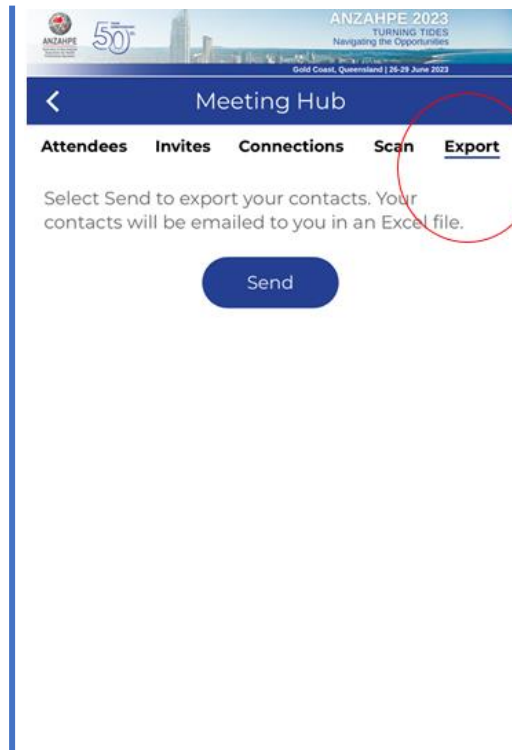 ANZAHPE 2023
TURNING TIDES
Navigating the Opportunities
ANZAHPE
50
Gold Coast, Queensland | 26-29 June 2023
Meeting Hub
Attendees Invites Connections Scan Export
Select Send to export your contacts. Your
contacts will be emailed to you in an Excel file.
Send